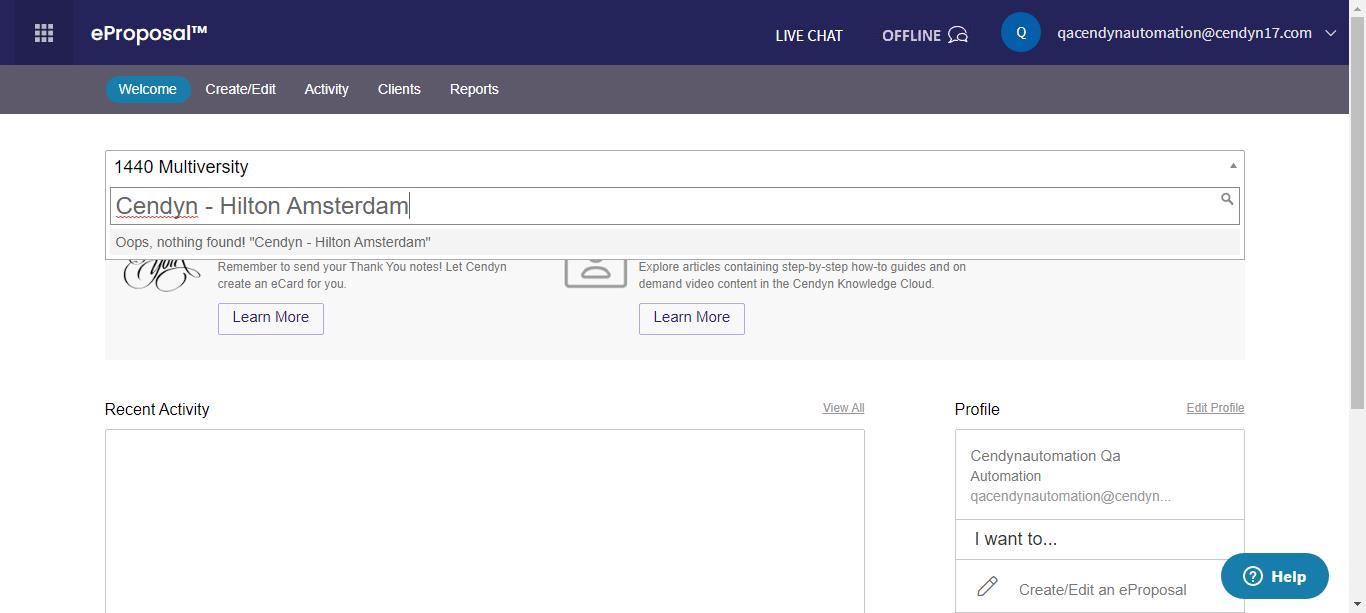 eProposal™
LIVE CHAT
OFFLINE
Q
qacendynautomation@cendyn17.com
Welcome
Create/Edit
Activity
Clients
Reports
1440 Multiversity
Cendyn - Hilton Amsterdam
Oops, nothing found! "Cendyn - Hilton Amsterdam"
You
Remember to send your Thank You notes! Let Cendyn
create an eCard for you.
Learn More
Explore articles containing step-by-step how-to guides and on
demand video content in the Cendyn Knowledge Cloud.
Learn More
Recent Activity
View All
Profile
Edit Profile
Cendynautomation Qa
Automation
qacendynautomation@cendyn...
I want to...
Create/Edit an eProposal
Help